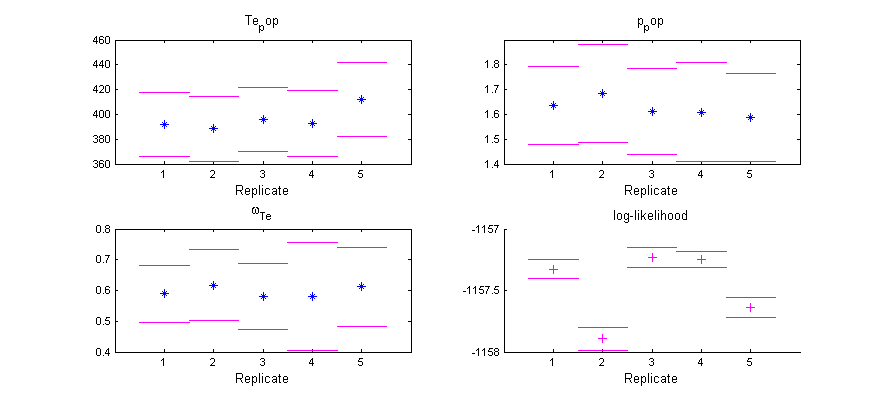 Te_pop
460
440
420
400
380
360
1 2 3 4 5
Replicate
p_pop
1.8
1.7
1.6
1.5
1.4
1 2 3 4 5
Replicate
ω_Te
0.8
0.7
0.6
0.5
0.4
1 2 3 4 5
Replicate
log-likelihood
-1157
-1157.5
-1158
1 2 3 4 5
Replicate